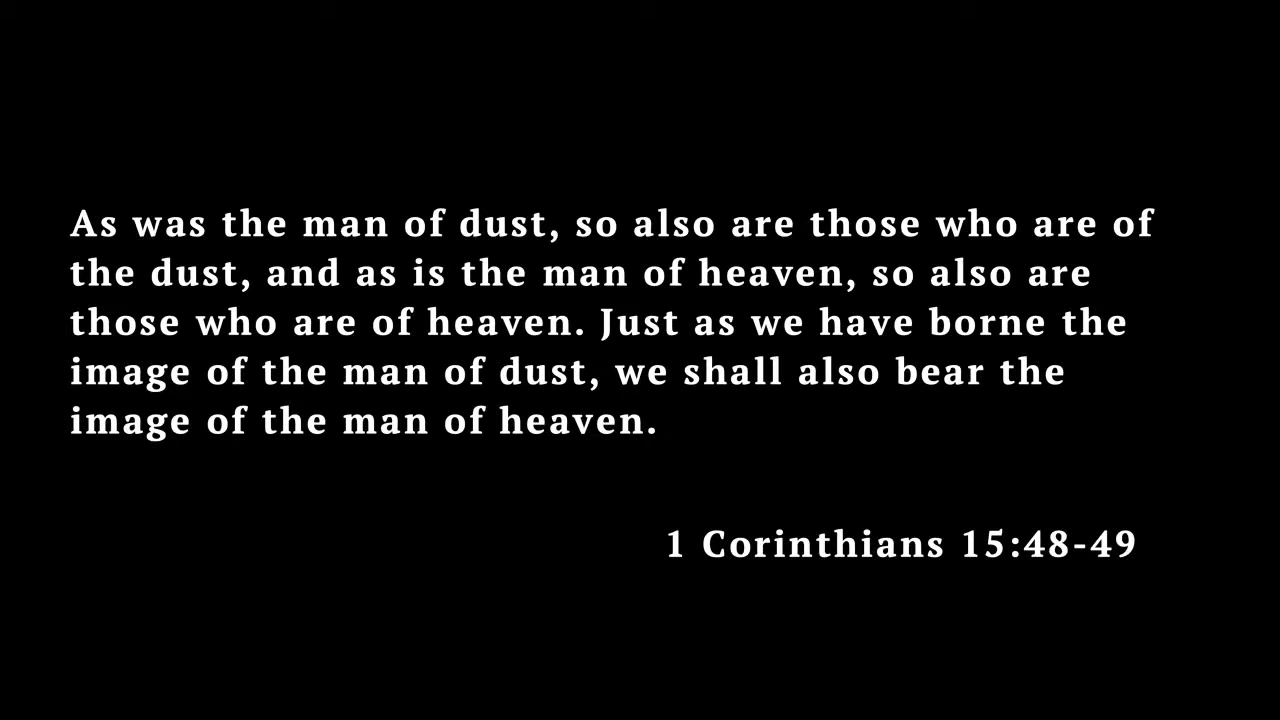 As was the man of dust, so also are those who are of
the dust, and as is the man of heaven, so also are
those who are of heaven. Just as we have borne the
image of the man of dust, we shall also bear the
image of the man of heaven.
1 Corinthians 15:48-49